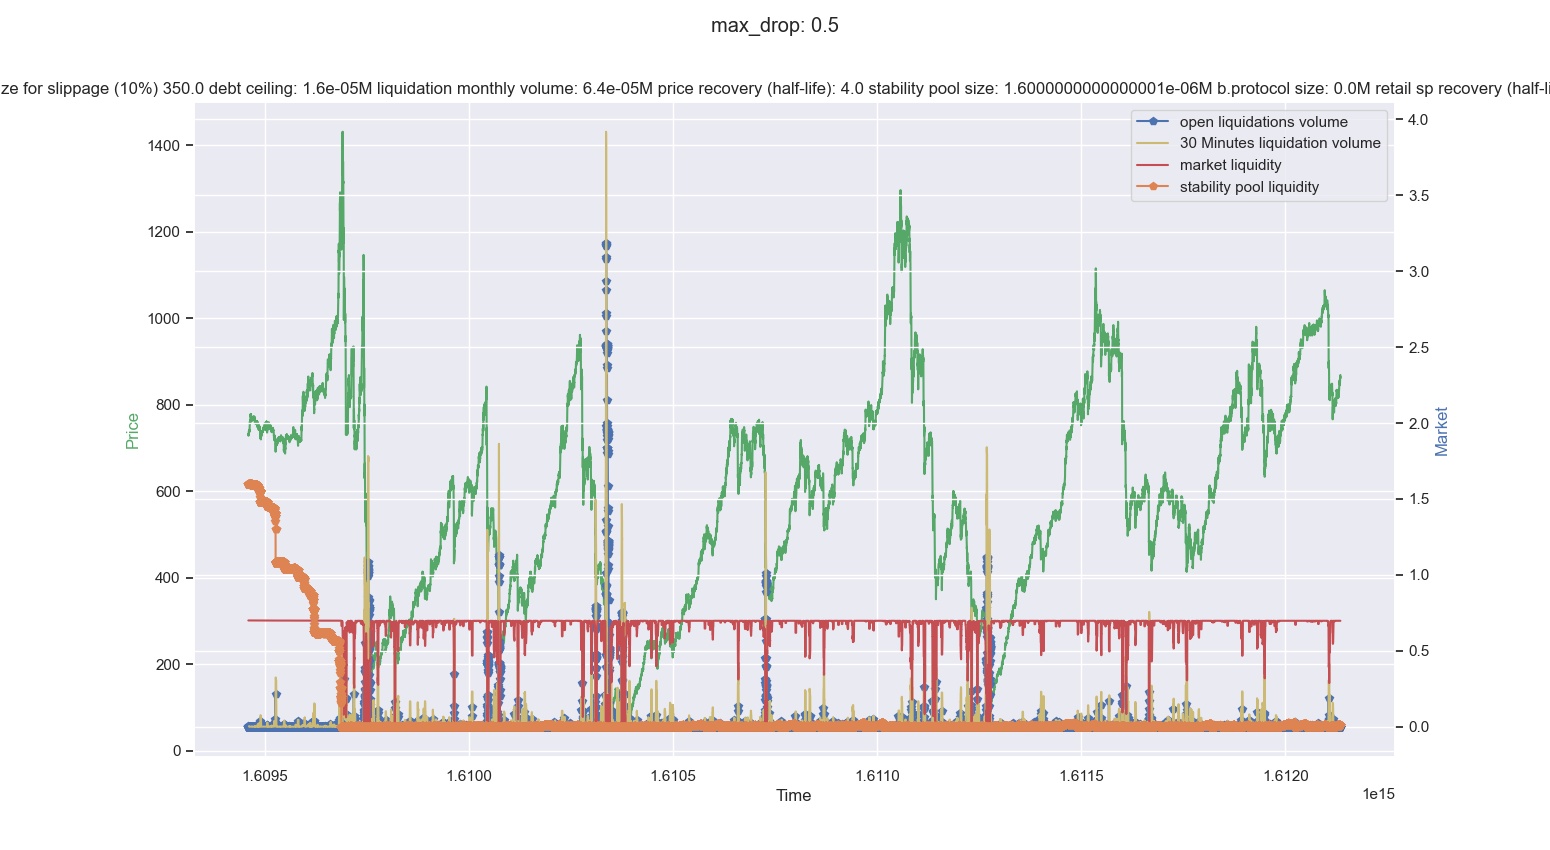 max_drop: 0.5
ze for slippage (10%) 350.0 debt ceiling: 1.6e-05M liquidation monthly volume: 6.4e-05M price recovery (half-life): 4.0 stability pool size: 1.6000000000000001e-06M b.protocol size: 0.0M retail sp recovery (half-li
open liquidations volume
30 Minutes liquidation volume
market liquidity
stability pool liquidity
1400
1200
1000
800
600
400
200
0
Price
4.0
3.5
3.0
2.5
2.0
1.5
1.0
0.5
0.0
Market
1.6095 1.6100 1.6105 1.6110 1.6115 1.6120
1e15
Time